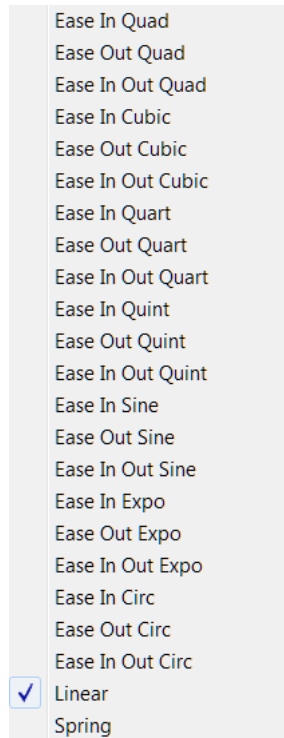 Ease In Quad
Ease Out Quad
Ease In Out Quad
Ease In Cubic
Ease Out Cubic
Ease In Out Cubic
Ease In Quart
Ease Out Quart
Ease In Out Quart
Ease In Quint
Ease Out Quint
Ease In Out Quint
Ease In Sine
Ease Out Sine
Ease In Out Sine
Ease In Expo
Ease Out Expo
Ease In Out Expo
Ease In Circ
Ease Out Circ
Ease In Out Circ
Linear
Spring